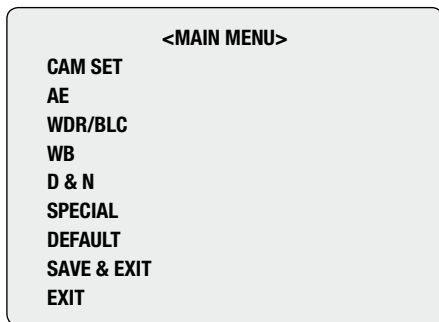 <MAIN MENU>
CAM SET
AE
WDR/BLC
WB
D & N
SPECIAL
DEFAULT
SAVE & EXIT
EXIT